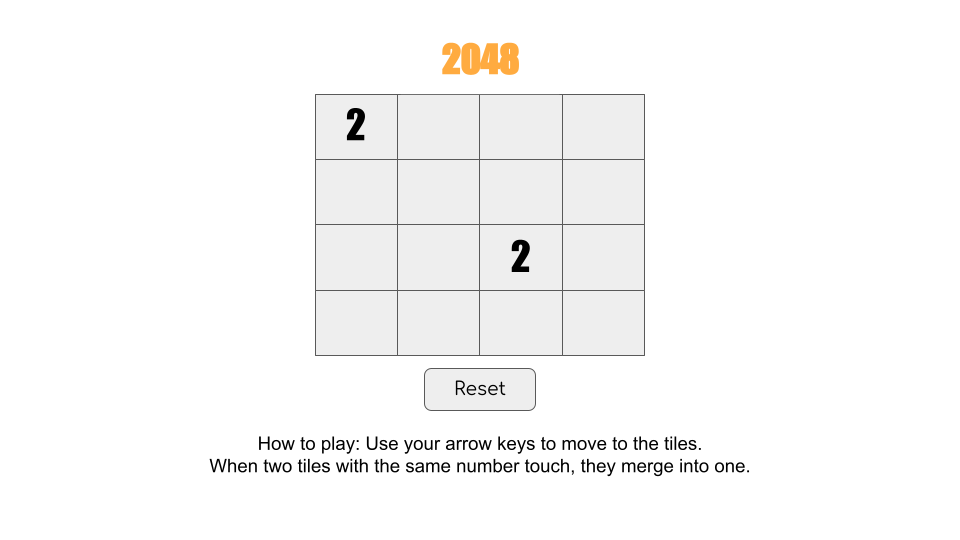 2048
2
2
Reset
How to play: Use your arrow keys to move to the tiles.
When two tiles with the same number touch, they merge into one.